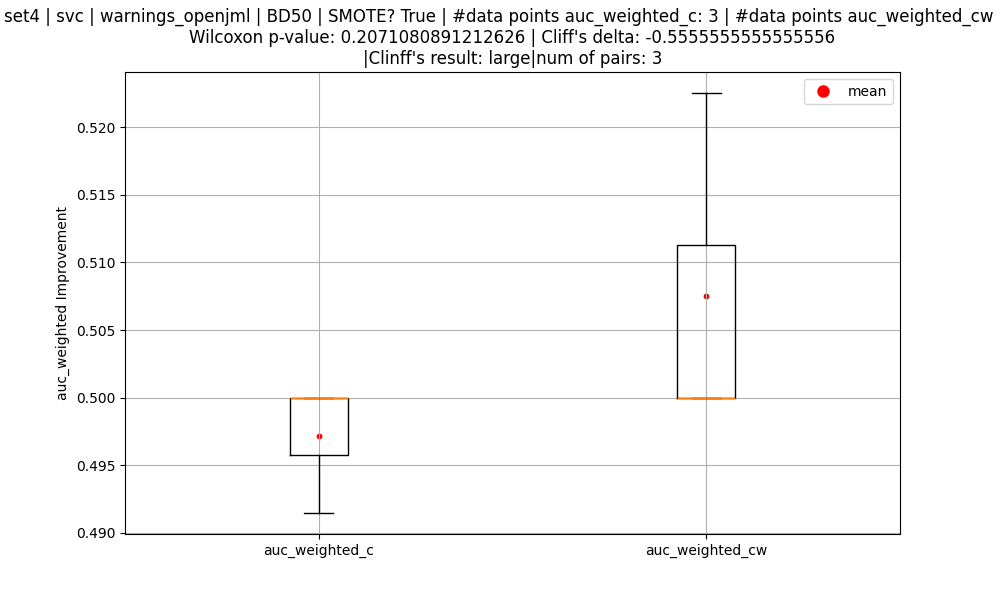 set4 | svc | warnings_openjml | BD50 | SMOTE? True | #data points auc_weighted_c: 3 | #data points auc_weighted_cw
Wilcoxon p-value: 0.2071080891212626 | Cliff's delta: -0.5555555555555556
|Clinff's result: large|num of pairs: 3
mean
0.520
0.515
0.510
0.505
0.500
0.495
0.490
auc_weighted Improvement
auc_weighted_c
auc_weighted_cw